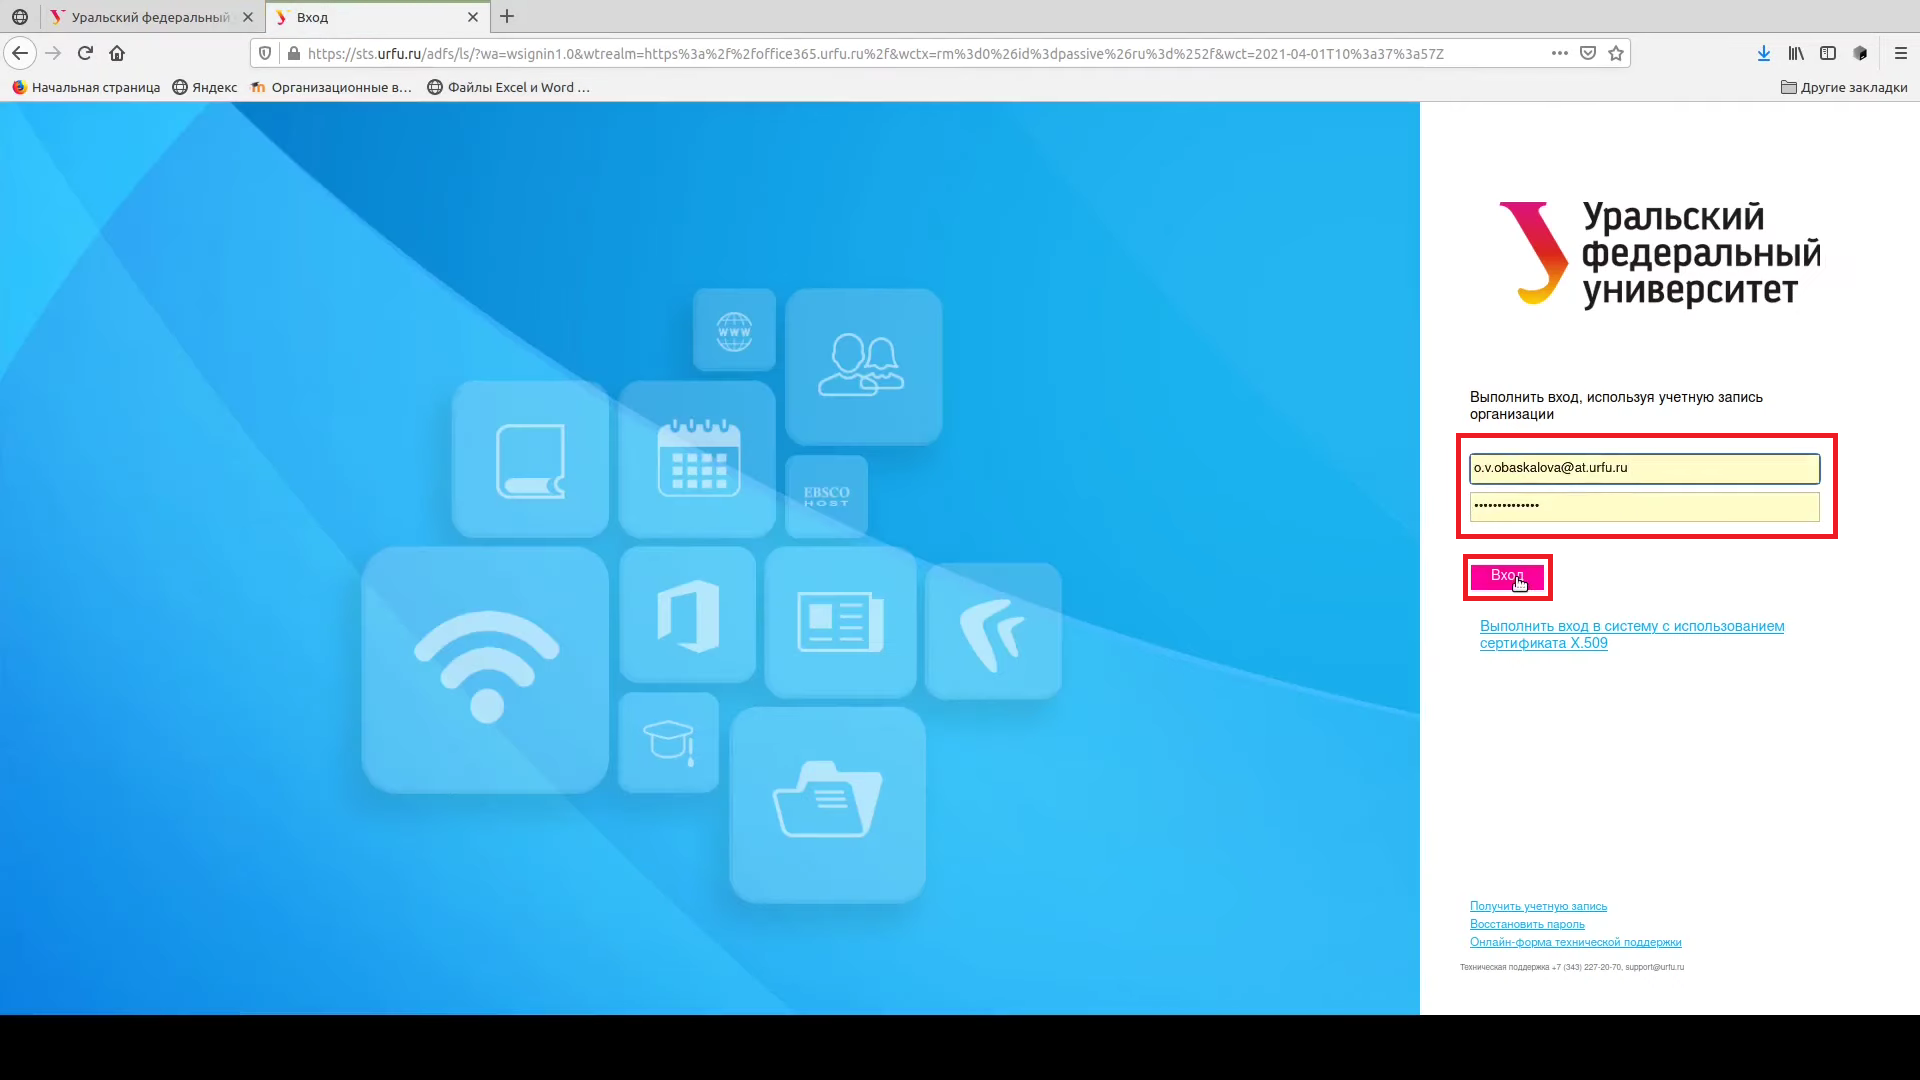 Уральский федеральный
Вход
https://sts.urfu.ru/adfs/ls/?wa=wsignin1.0&wtrealm=https%3a%2f%2foffice365.urfu.ru%2f&wctx=rm%3d0%26id%3dpassive%26ru%3d%252f&wct=2021-04-01T10%3a37%3a57Z
Начальная страница
Яндекс
Организационные в…
Файлы Excel и Word …
Другие закладки
WWW
EBSCO
HOST
Уральский
федеральный
университет
Выполнить вход, используя учетную запись
организации
o.v.obaskalova@at.urfu.ru
••••••••••••••
Вход
Выполнить вход в систему с использованием
сертификата X.509
Получить учетную запись
Восстановить пароль
Онлайн-форма технической поддержки
Техническая поддержка +7 (343) 227-20-70, support@urfu.ru